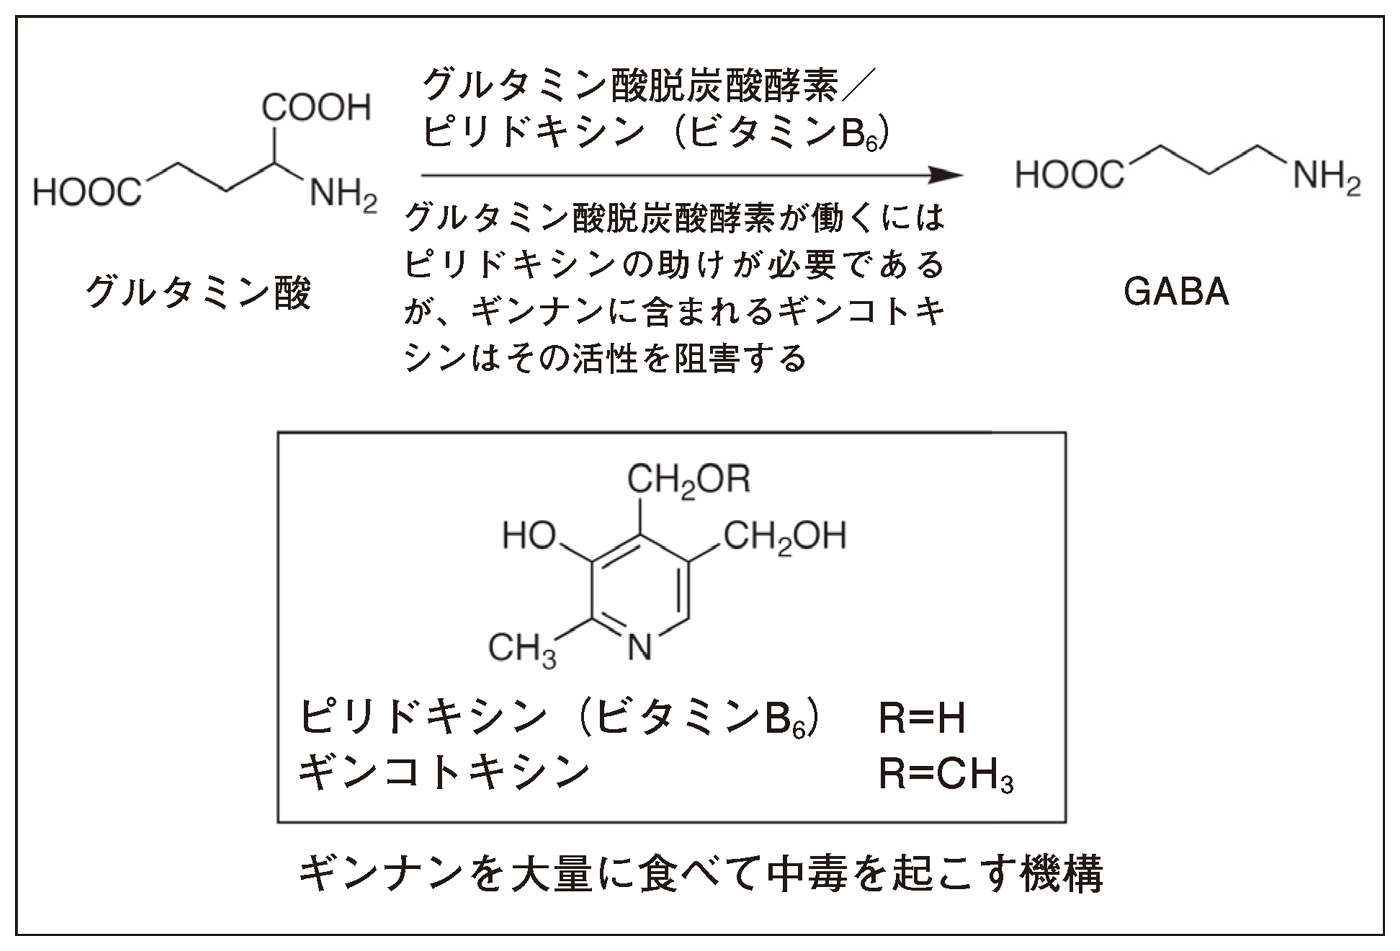 COOH
HOOC
NH2
グルタミン酸
グルタミン酸脱炭酸酵素／
ピリドキシン（ビタミンB6）
グルタミン酸脱炭酸酵素が働くには
ピリドキシンの助けが必要である
が、ギンナンに含まれるギンコトキ
シンはその活性を阻害する
HOOC
NH2
GABA
CH2OR
HO
CH2OH
CH3
N
ピリドキシン（ビタミンB6） R=H
ギンコトキシン R=CH3
ギンナンを大量に食べて中毒を起こす機構